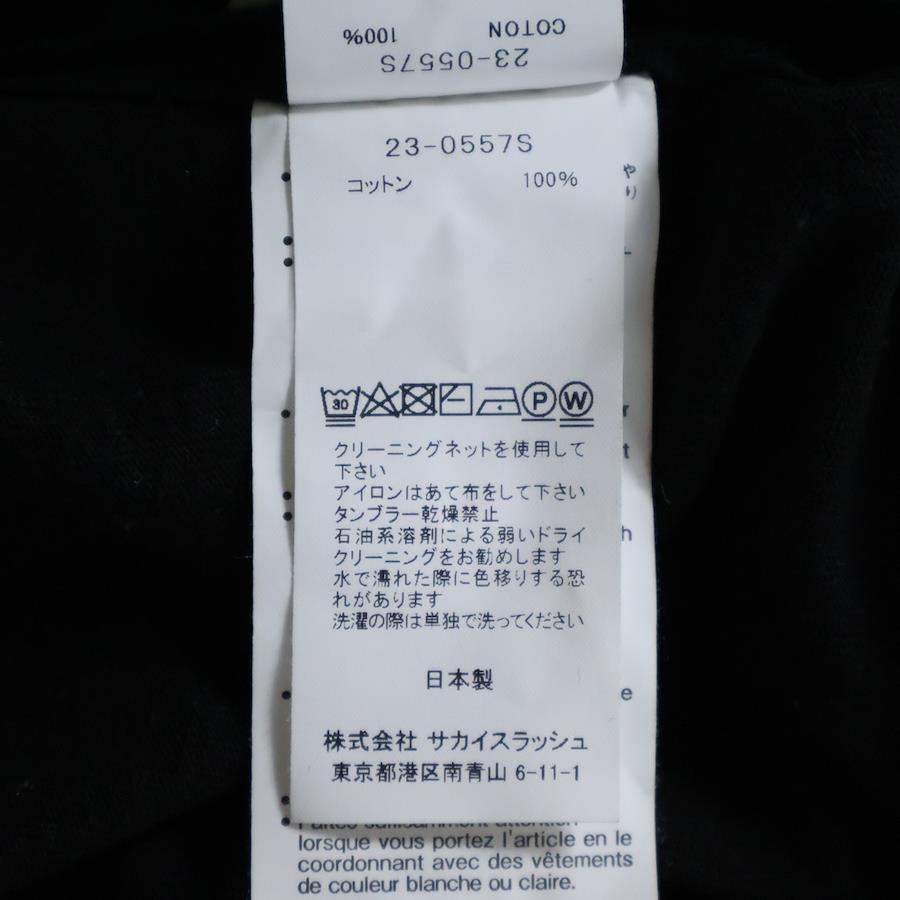 COTON 100%
23-0557S
23-0557S
コットン 100%
や
り
30 P W
クリーニングネットを使用して
下さい
アイロンはあて布をして下さい
タンブラー乾燥禁止
石油系溶剤による弱いドライ
クリーニングをお勧めします
水で濡れた際に色移りする恐
れがあります
洗濯の際は単独で洗ってください
日本製
株式会社 サカイスラッシュ
東京都港区南青山 6-11-1
Faites suffisamment attention
lorsque vous portez l'article en le
coordonnant avec des vêtements
de couleur blanche ou claire.